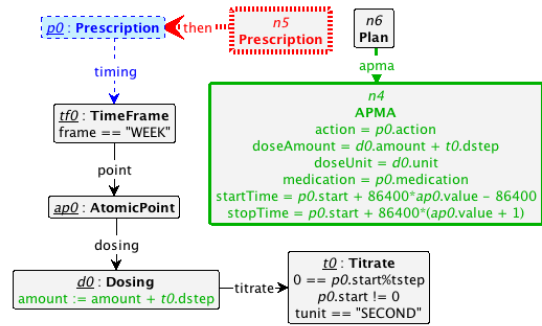 p0 : Prescription
then
n5
Prescription
n6
Plan
timing
apma
tf0 : TimeFrame
frame == "WEEK"
n4
APMA
action = p0.action
doseAmount = d0.amount + t0.dstep
doseUnit = d0.unit
medication = p0.medication
startTime = p0.start + 86400*ap0.value − 86400
stopTime = p0.start + 86400*(ap0.value + 1)
point
ap0 : AtomicPoint
dosing
d0 : Dosing
amount := amount + t0.dstep
titrate
t0 : Titrate
0 == p0.start%tstep
p0.start != 0
tunit == "SECOND"